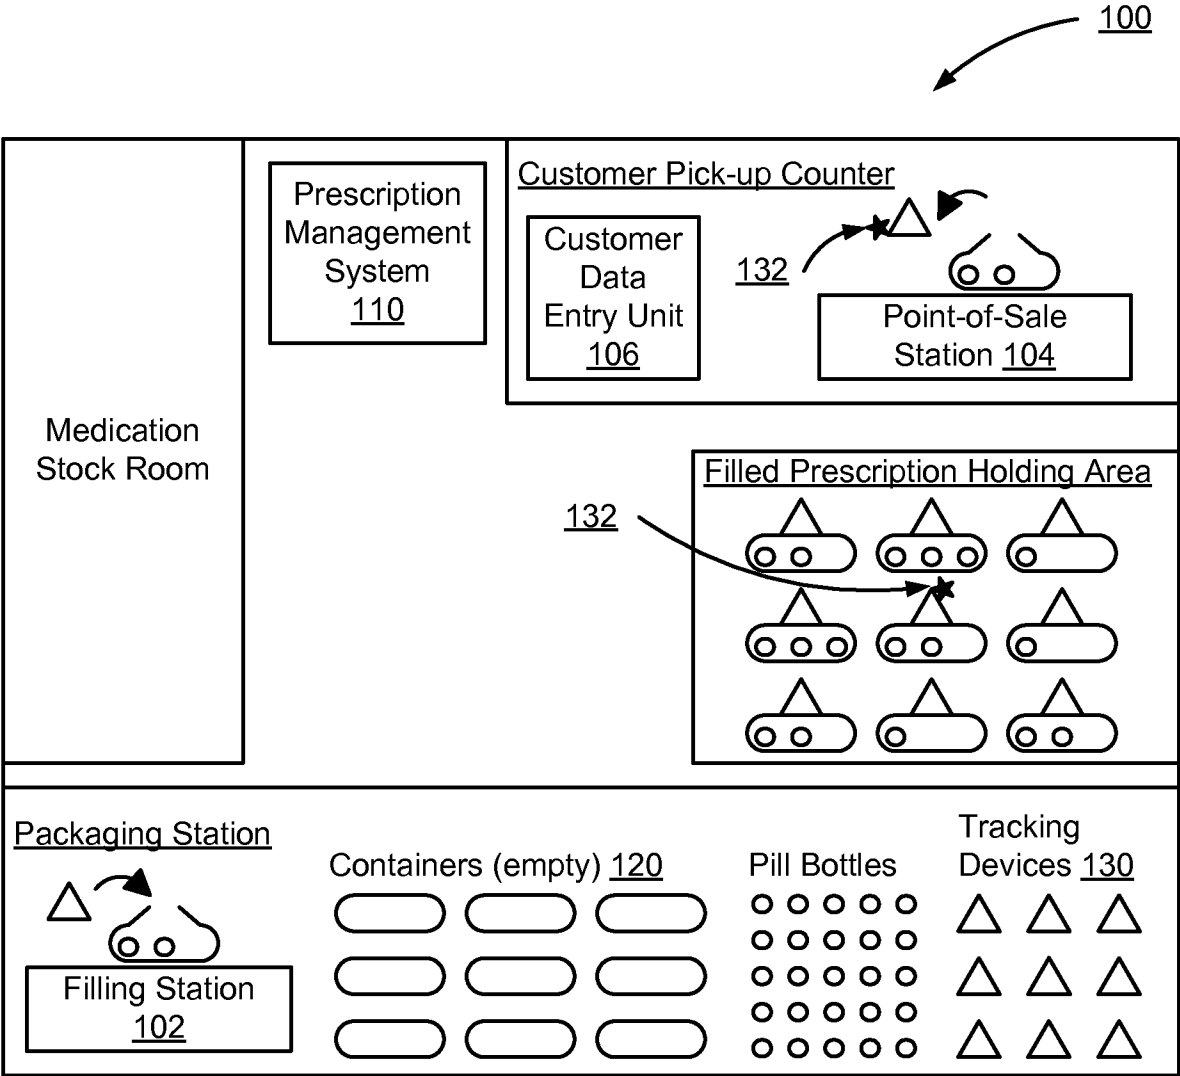 100
Customer Pick-up Counter
Prescription
Management
System
110
Customer
Data
Entry Unit
106
132
Point-of-Sale
Station 104
Medication
Stock Room
Filled Prescription Holding Area
132
Packaging Station
Filling Station
102
Containers (empty) 120
Pill Bottles
Tracking
Devices 130